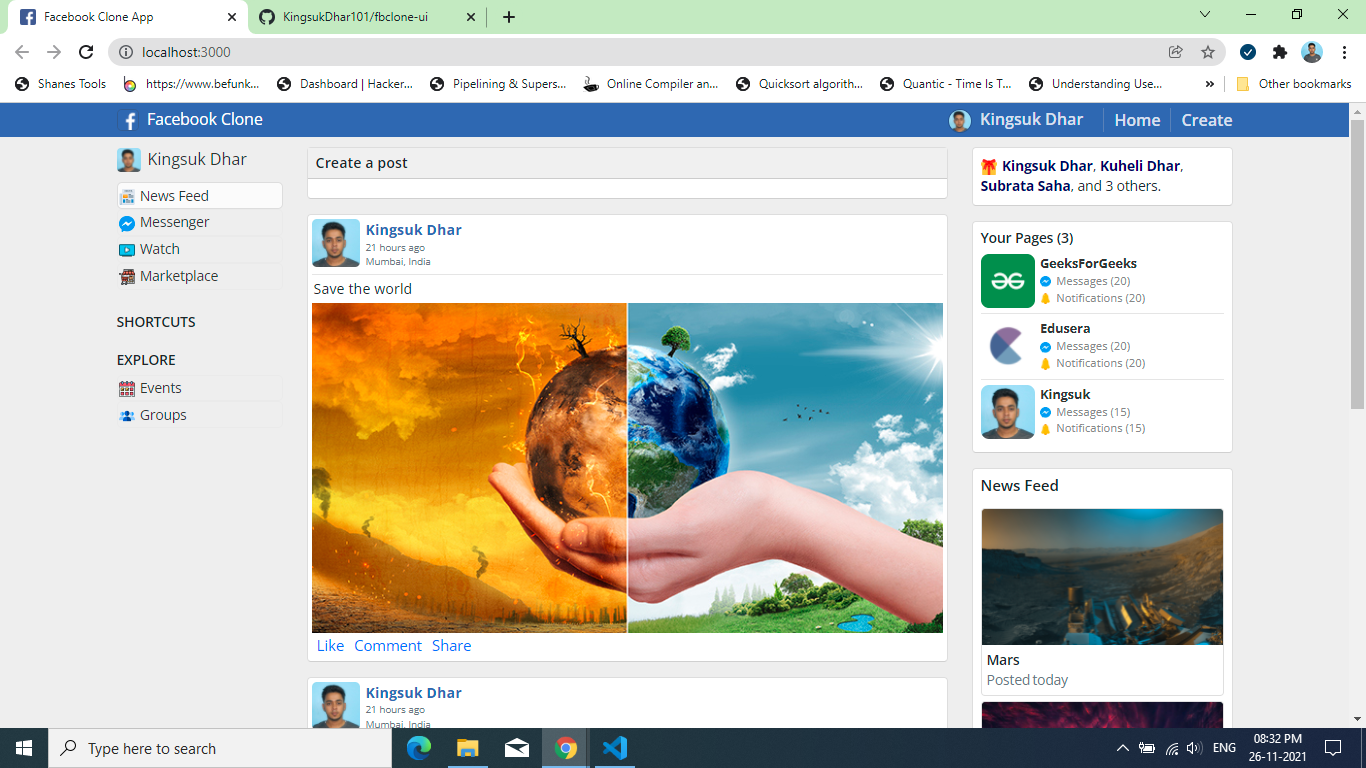 Facebook Clone App
KingsukDhar101/fbclone-ui
localhost:3000
Shanes Tools
https://www.befunk...
Dashboard | Hacker...
Pipelining & Supers...
Online Compiler an...
Quicksort algorith...
Quantic - Time Is T...
Understanding Use...
»
Other bookmarks
Facebook Clone
Kingsuk Dhar
Home
Create
Kingsuk Dhar
News Feed
Messenger
Watch
Marketplace
SHORTCUTS
EXPLORE
Events
Groups
Create a post
Kingsuk Dhar
21 hours ago
Mumbai, India
Save the world
Like Comment Share
Kingsuk Dhar
21 hours ago
Mumbai, India
Kingsuk Dhar, Kuheli Dhar,
Subrata Saha, and 3 others.
Your Pages (3)
GeeksForGeeks
Messages (20)
Notifications (20)
Edusera
Messages (20)
Notifications (20)
Kingsuk
Messages (15)
Notifications (15)
News Feed
Mars
Posted today
Type here to search
ENG
08:32 PM
26-11-2021